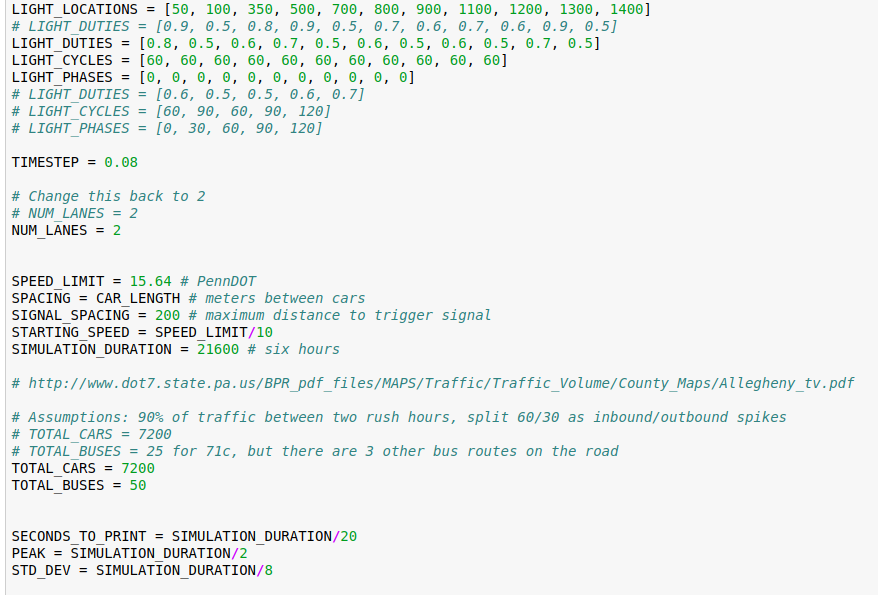 LIGHT_LOCATIONS = [50, 100, 350, 500, 700, 800, 900, 1100, 1200, 1300, 1400]
# LIGHT_DUTIES = [0.9, 0.5, 0.8, 0.9, 0.5, 0.7, 0.6, 0.7, 0.6, 0.9, 0.5]
LIGHT_DUTIES = [0.8, 0.5, 0.6, 0.7, 0.5, 0.6, 0.5, 0.6, 0.5, 0.7, 0.5]
LIGHT_CYCLES = [60, 60, 60, 60, 60, 60, 60, 60, 60, 60, 60]
LIGHT_PHASES = [0, 0, 0, 0, 0, 0, 0, 0, 0, 0, 0]
# LIGHT_DUTIES = [0.6, 0.5, 0.5, 0.6, 0.7]
# LIGHT_CYCLES = [60, 90, 60, 90, 120]
# LIGHT_PHASES = [0, 30, 60, 90, 120]
TIMESTEP = 0.08
# Change this back to 2
# NUM_LANES = 2
NUM_LANES = 2
SPEED_LIMIT = 15.64 # PennDOT
SPACING = CAR_LENGTH # meters between cars
SIGNAL_SPACING = 200 # maximum distance to trigger signal
STARTING_SPEED = SPEED_LIMIT/10
SIMULATION_DURATION = 21600 # six hours
# http://www.dot7.state.pa.us/BPR_pdf_files/MAPS/Traffic/Traffic_Volume/County_Maps/Allegheny_tv.pdf
# Assumptions: 90% of traffic between two rush hours, split 60/30 as inbound/outbound spikes
# TOTAL_CARS = 7200
# TOTAL_BUSES = 25 for 71c, but there are 3 other bus routes on the road
TOTAL_CARS = 7200
TOTAL_BUSES = 50
SECONDS_TO_PRINT = SIMULATION_DURATION/20
PEAK = SIMULATION_DURATION/2
STD_DEV = SIMULATION_DURATION/8